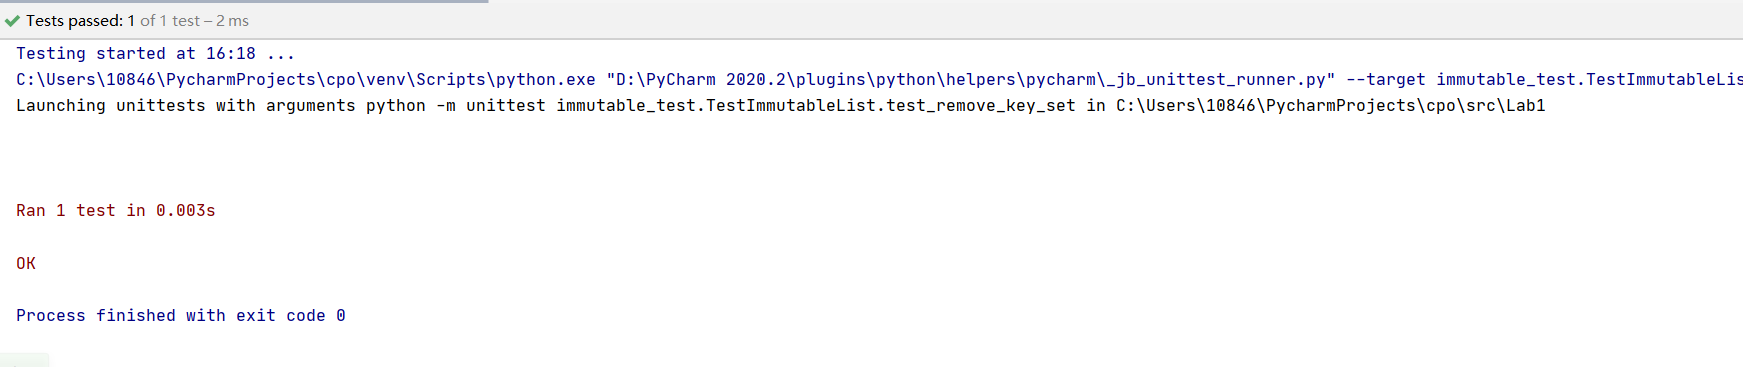 Tests passed: 1 of 1 test – 2 ms
Testing started at 16:18 ...
C:\Users\10846\PycharmProjects\cpo\venv\Scripts\python.exe "D:\PyCharm 2020.2\plugins\python\helpers\pycharm\_jb_unittest_runner.py" --target immutable_test.TestImmutableLis
Launching unittests with arguments python -m unittest immutable_test.TestImmutableList.test_remove_key_set in C:\Users\10846\PycharmProjects\cpo\src\Lab1
Ran 1 test in 0.003s
OK
Process finished with exit code 0